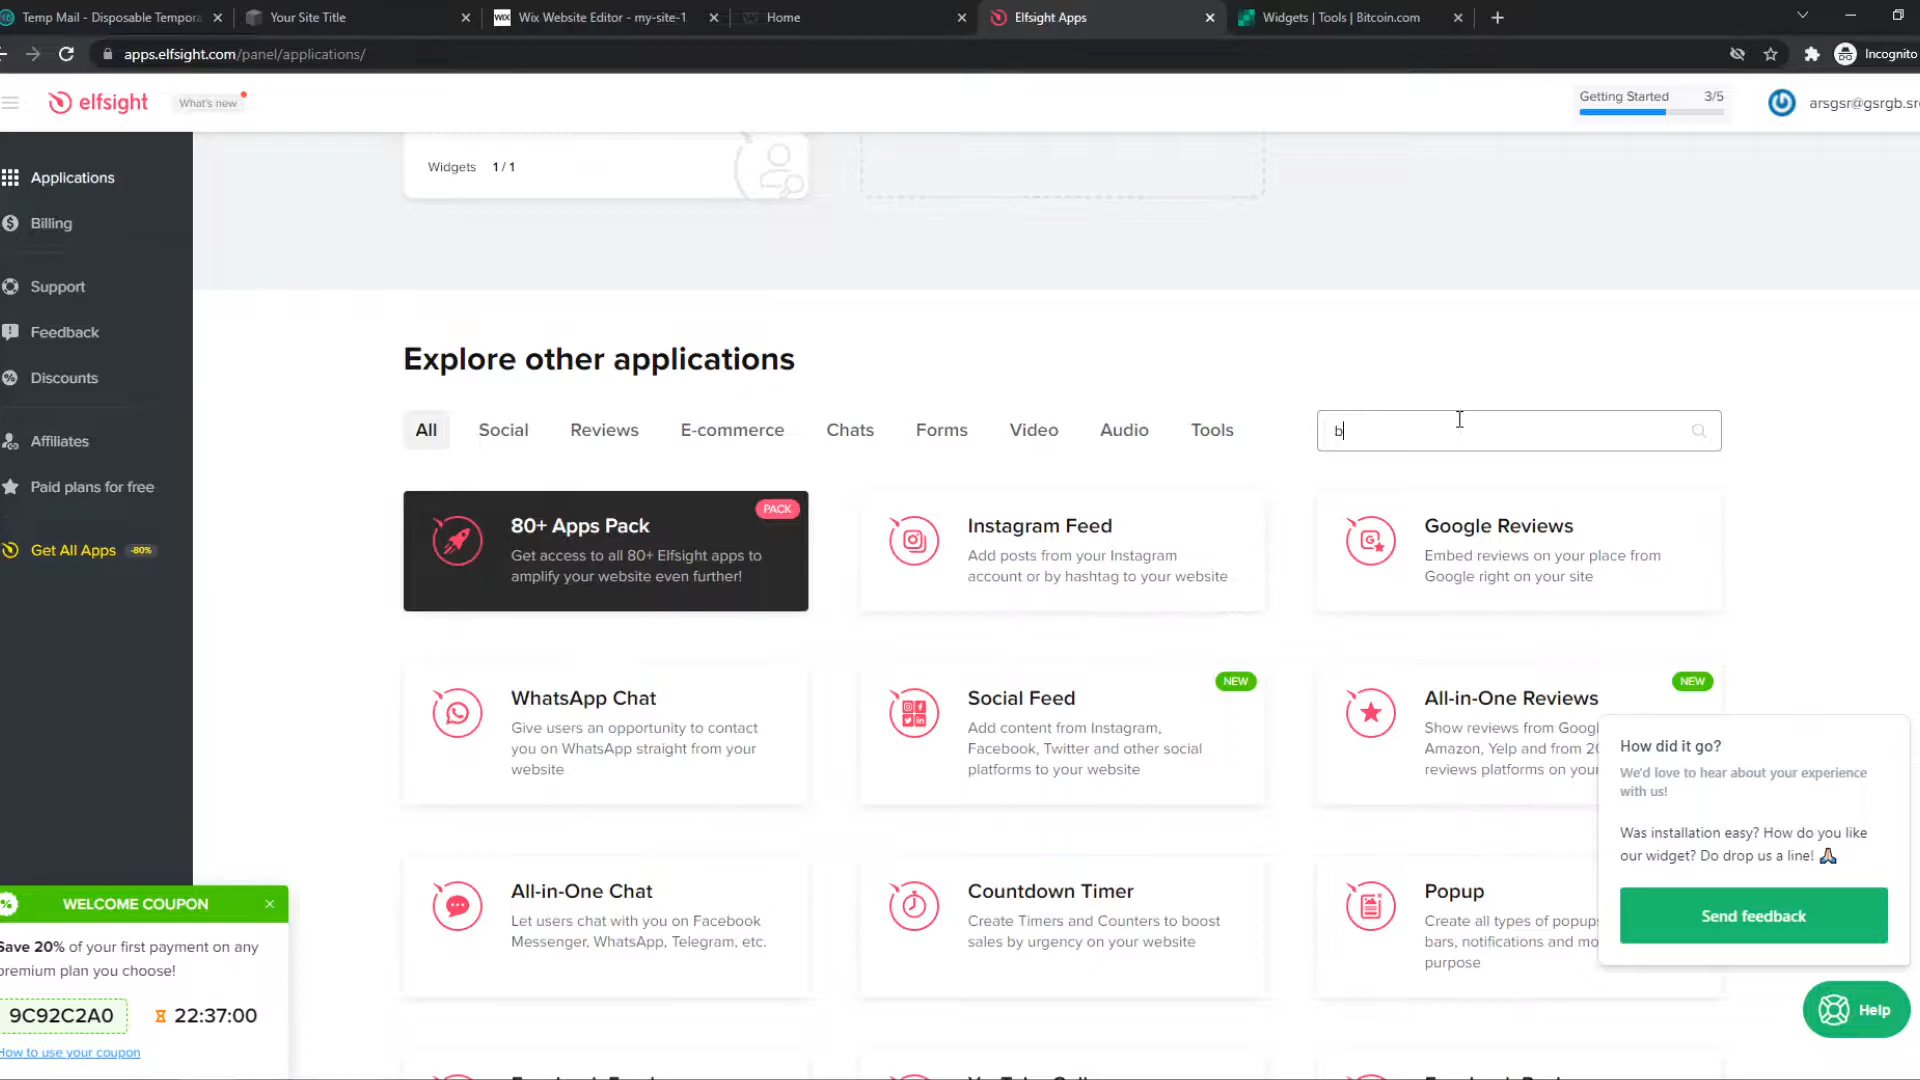 Temp Mail - Disposable Tempora
Your Site Title
WIX Wix Website Editor - my-site-1
Home
Elfsight Apps
Widgets | Tools | Bitcoin.com
apps.elfsight.com/panel/applications/
Incognito
elfsight
What's new
Getting Started 3/5
arsgsr@gsrgb.sr
Applications
Billing
Support
Feedback
Discounts
Affiliates
Paid plans for free
Get All Apps -80%
Widgets 1 / 1
Explore other applications
All Social Reviews E-commerce Chats Forms Video Audio Tools
b
80+ Apps Pack PACK
Get access to all 80+ Elfsight apps to
amplify your website even further!
Instagram Feed
Add posts from your Instagram
account or by hashtag to your website
Google Reviews
Embed reviews on your place from
Google right on your site
WhatsApp Chat
Give users an opportunity to contact
you on WhatsApp straight from your
website
Social Feed NEW
Add content from Instagram,
Facebook, Twitter and other social
platforms to your website
All-in-One Reviews NEW
Show reviews from Goog
Amazon, Yelp and from 20
reviews platforms on your
All-in-One Chat
Let users chat with you on Facebook
Messenger, WhatsApp, Telegram, etc.
Countdown Timer
Create Timers and Counters to boost
sales by urgency on your website
Popup
Create all types of popups
bars, notifications and mo
purpose
How did it go?
We'd love to hear about your experience
with us!
Was installation easy? How do you like
our widget? Do drop us a line! 🙏🏻
Send feedback
Help
WELCOME COUPON
Save 20% of your first payment on any
premium plan you choose!
9C92C2A0 22:37:00
How to use your coupon